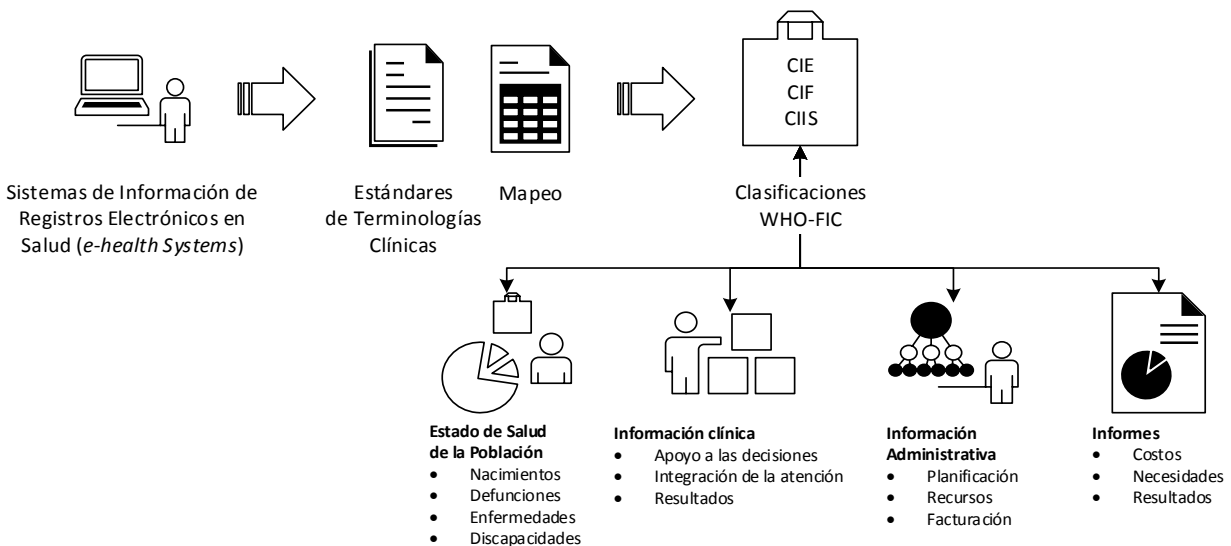 CIE
CIF
CIIS
Sistemas de Información de
Registros Electrónicos en
Salud (e-health Systems)
Estándares
de Terminologías
Clínicas
Mapeo
Clasificaciones
WHO-FIC
Estado de Salud
de la Población
• Nacimientos
• Defunciones
• Enfermedades
• Discapacidades
Información clínica
• Apoyo a las decisiones
• Integración de la atención
• Resultados
Información
Administrativa
• Planificación
• Recursos
• Facturación
Informes
• Costos
• Necesidades
• Resultados